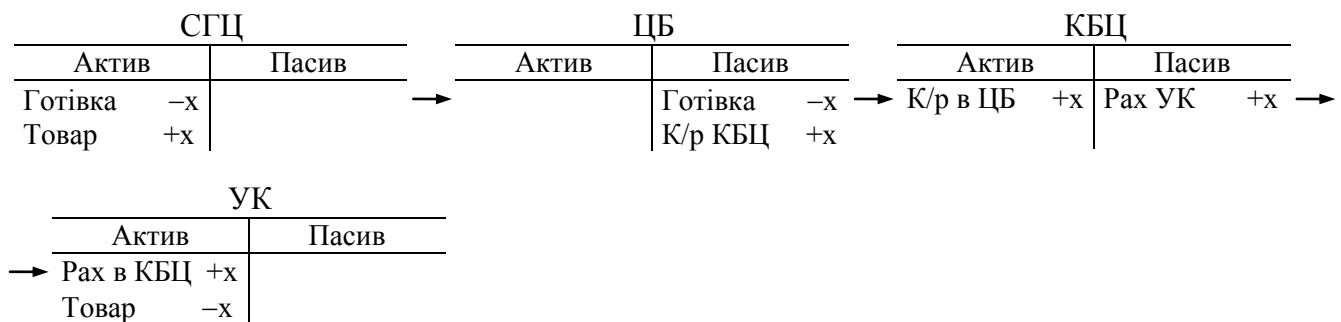 СГЦ ЦБ КБЦ
Актив Пасив Актив Пасив Актив Пасив
Готівка –х Готівка –х К/р в ЦБ +х Рах УК +х
Товар +х К/р КБЦ +х
УК
Актив Пасив
Рах в КБЦ +х
Товар –х